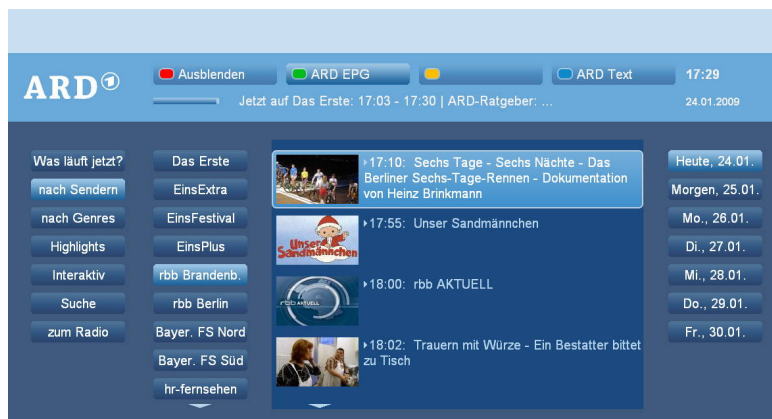 ARD
Ausblenden
ARD EPG
ARD Text
17:29
Jetzt auf Das Erste: 17:03 - 17:30 | ARD-Ratgeber: ...
24.01.2009
Was läuft jetzt?
nach Sendern
nach Genres
Highlights
Interaktiv
Suche
zum Radio
Das Erste
EinsExtra
EinsFestival
EinsPlus
rbb Brandenb.
rbb Berlin
Bayer. FS Nord
Bayer. FS Süd
hr-fernsehen
17:10: Sechs Tage - Sechs Nächte - Das
Berliner Sechs-Tage-Rennen - Dokumentation
von Heinz Brinkmann
Unser
Sandmännchen
17:55: Unser Sandmännchen
rbb AKTUELL
18:00: rbb AKTUELL
18:02: Trauern mit Würze - Ein Bestatter bittet
zu Tisch
Heute, 24.01.
Morgen, 25.01.
Mo., 26.01.
Di., 27.01.
Mi., 28.01.
Do., 29.01.
Fr., 30.01.